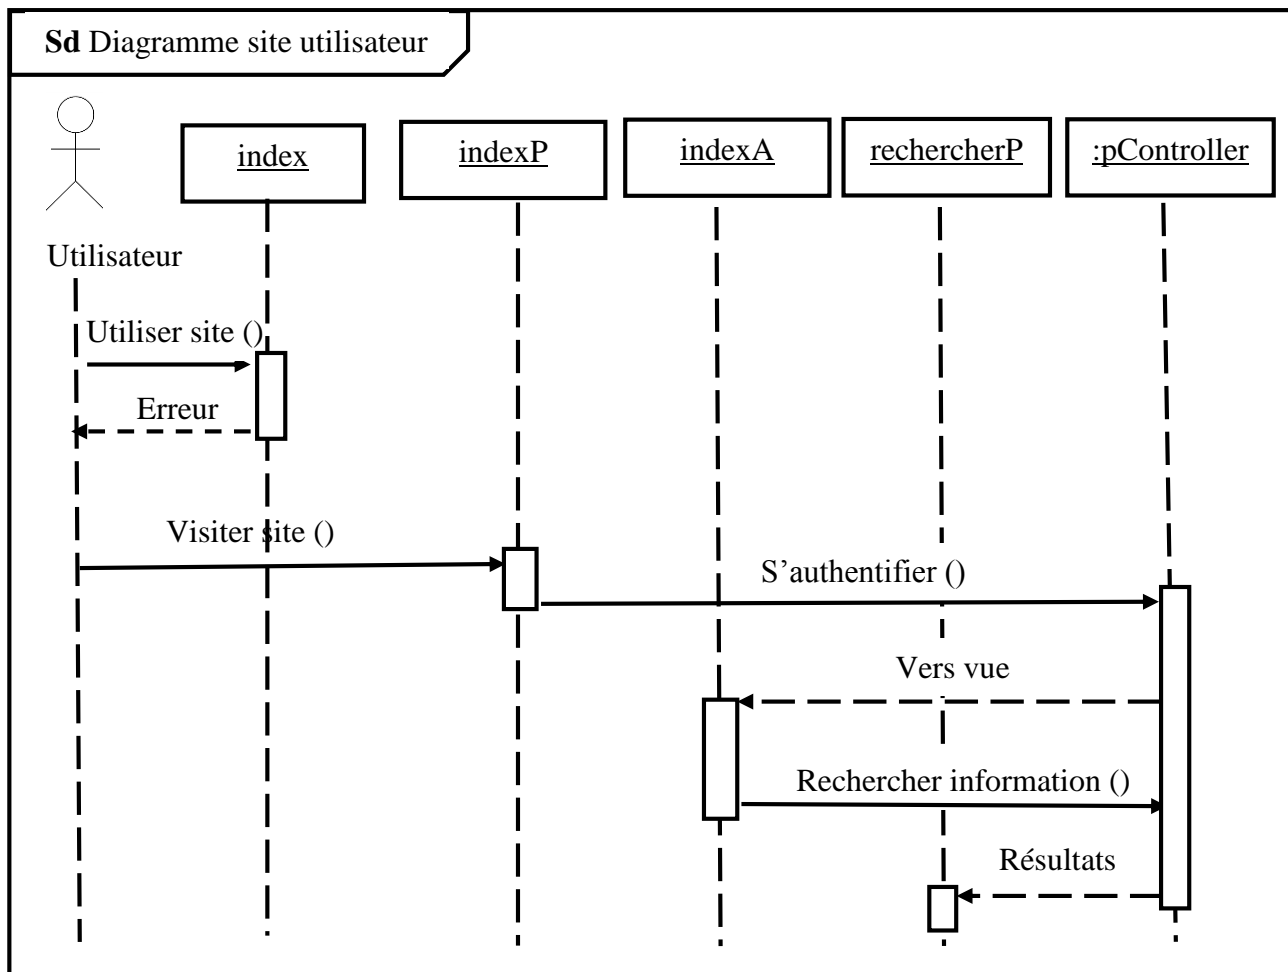 Sd Diagramme site utilisateur
index
indexP
indexA
rechercherP
:pController
Utilisateur
Utiliser site ()
Erreur
Visiter site ()
S’authentifier ()
Vers vue
Rechercher information ()
Résultats